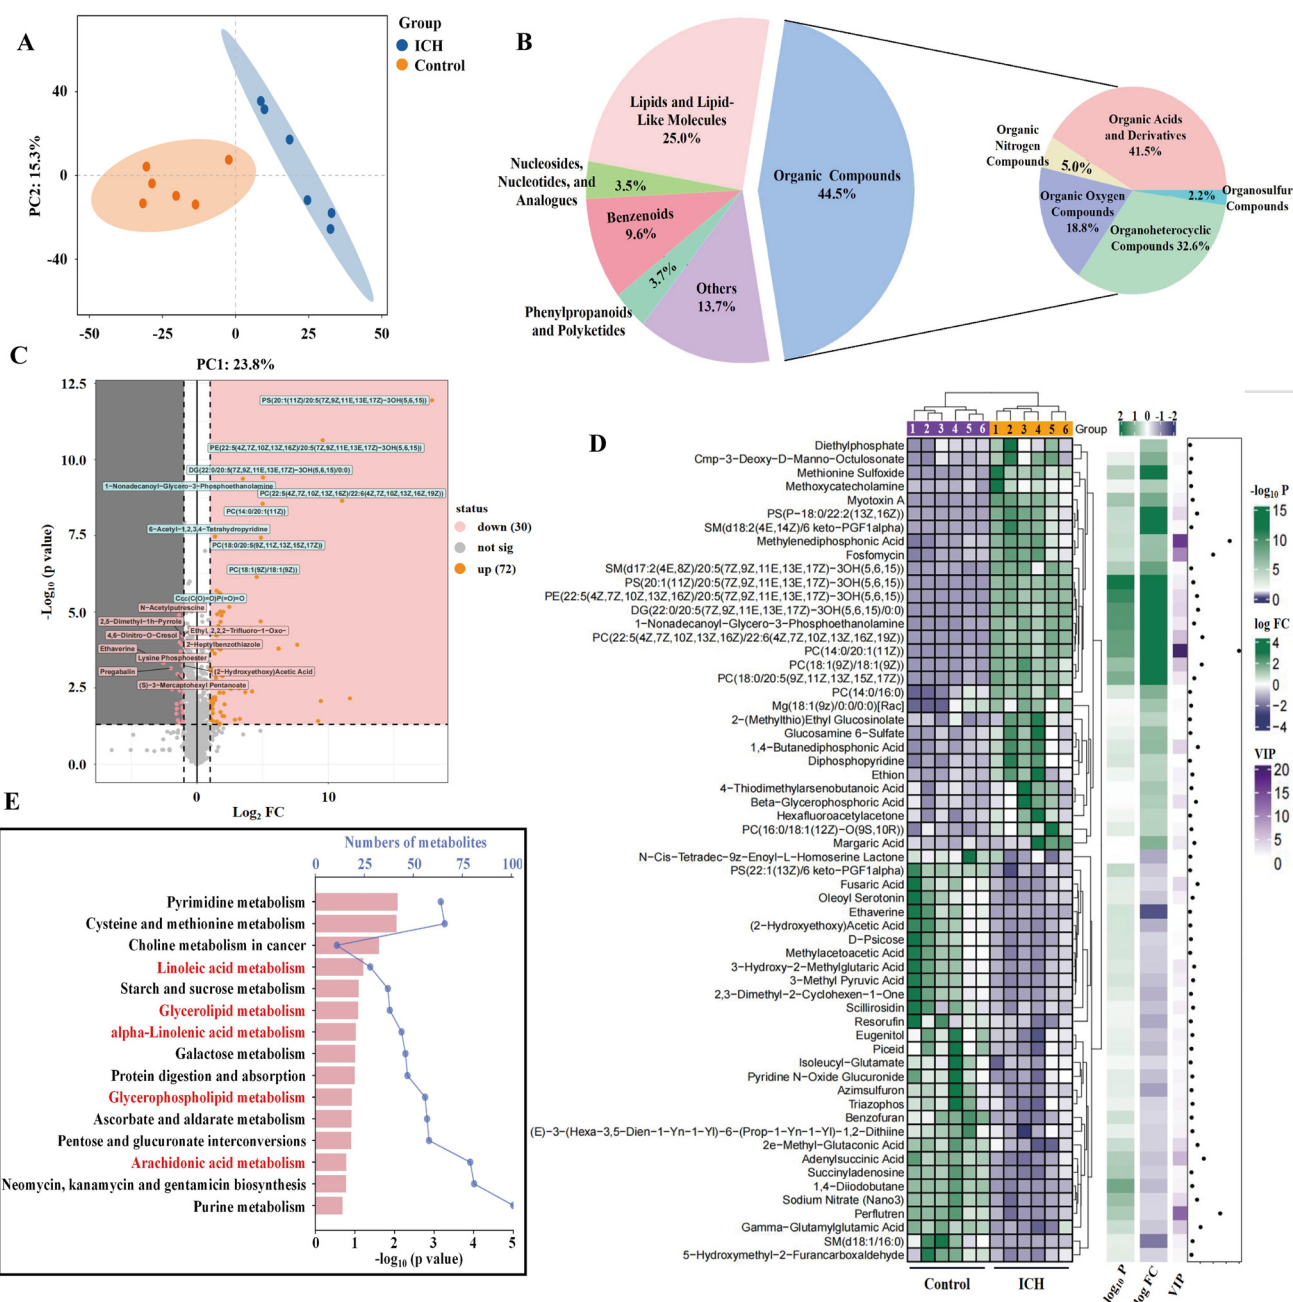 A
Group
ICH
Control
PC2: 15.3%
40
0
-40
-50
-25
0
25
50
PC1: 23.8%
B
Lipids and Lipid-
Like Molecules
25.0%
Nucleosides,
Nucleotides, and
Analogues
3.5%
Benzenoids
9.6%
3.7%
Phenylpropanoids
and Polyketides
Others
13.7%
Organic Compounds
44.5%
Organic Acids
and Derivatives
41.5%
Organic
Nitrogen
Compounds
5.0%
Organic Oxygen
Compounds
18.8%
Organoheterocyclic
Compounds 32.6%
2.2%
Organosulfur
Compounds
C
12.5
10.0
7.5
5.0
2.5
0.0
-Log10 (p value)
0
10
Log2 FC
PS(20:1(11Z)/20:5(7Z,9Z,11E,13E,17Z)−3OH(5,6,15))
PE(22:5(4Z,7Z,10Z,13Z,16Z)/20:5(7Z,9Z,11E,13E,17Z)−3OH(5,6,15))
DG(22:0/20:5(7Z,9Z,11E,13E,17Z)−3OH(5,6,15)/0:0)
1−Nonadecanoyl−Glycero−3−Phosphoethanolamine
PC(22:5(4Z,7Z,10Z,13Z,16Z)/22:6(4Z,7Z,10Z,13Z,16Z,19Z))
PC(14:0/20:1(11Z))
6−Acetyl−1,2,3,4−Tetrahydropyridine
PC(18:0/20:5(9Z,11Z,13Z,15Z,17Z))
PC(18:1(9Z)/18:1(9Z))
Ccc(C(O)=O)P(=O)=O
N−Acetylputrescine
2,5−Dimethyl−1h−Pyrrole
Ethyl,2,2,2−Trifluoro−1−Oxo−
4,6−Dinitro−O−Cresol
2−Heptylbenzothiazole
Ethaverine
Lysine Phosphoester
Pregabalin
(2−Hydroxyethoxy)Acetic Acid
(S)−3−Mercaptohexyl Pentanoate
status
down (30)
not sig
up (72)
D
1 2 3 4 5 6 1 2 3 4 5 6
Group
Diethylphosphate
Cmp−3−Deoxy−D−Manno−Octulosonate
Methionine Sulfoxide
Methoxycatecholamine
Myotoxin A
PS(P−18:0/22:2(13Z,16Z))
SM(d18:2(4E,14Z)/6 keto−PGF1alpha)
Methylenediphosphonic Acid
Fosfomycin
SM(d17:2(4E,8Z)/20:5(7Z,9Z,11E,13E,17Z)−3OH(5,6,15))
PS(20:1(11Z)/20:5(7Z,9Z,11E,13E,17Z)−3OH(5,6,15))
PE(22:5(4Z,7Z,10Z,13Z,16Z)/20:5(7Z,9Z,11E,13E,17Z)−3OH(5,6,15))
DG(22:0/20:5(7Z,9Z,11E,13E,17Z)−3OH(5,6,15)/0:0)
1−Nonadecanoyl−Glycero−3−Phosphoethanolamine
PC(22:5(4Z,7Z,10Z,13Z,16Z)/22:6(4Z,7Z,10Z,13Z,16Z,19Z))
PC(14:0/20:1(11Z))
PC(18:1(9Z)/18:1(9Z))
PC(18:0/20:5(9Z,11Z,13Z,15Z,17Z))
PC(14:0/16:0)
Mg(18:1(9z)/0:0/0:0)[Rac]
2−(Methylthio)Ethyl Glucosinolate
Glucosamine 6−Sulfate
1,4−Butanediphosphonic Acid
Diphosphopyridine
Ethion
4−Thiodimethylarsenobutanoic Acid
Beta−Glycerophosphoric Acid
Hexafluoroacetylacetone
PC(16:0/18:1(12Z)−O(9S,10R))
Margaric Acid
N−Cis−Tetradec−9z−Enoyl−L−Homoserine Lactone
PS(22:1(13Z)/6 keto−PGF1alpha)
Fusaric Acid
Oleoyl Serotonin
Ethaverine
(2−Hydroxyethoxy)Acetic Acid
D−Psicose
Methylacetoacetic Acid
3−Hydroxy−2−Methylglutaric Acid
3−Methyl Pyruvic Acid
2,3−Dimethyl−2−Cyclohexen−1−One
Scillirosidin
Resorufin
Eugenitol
Piceid
Isoleucyl−Glutamate
Pyridine N−Oxide Glucuronide
Azimsulfuron
Triazophos
Benzofuran
(E)−3−(Hexa−3,5−Dien−1−Yn−1−Yl)−6−(Prop−1−Yn−1−Yl)−1,2−Dithiine
2e−Methyl−Glutaconic Acid
Adenylsuccinic Acid
Succinyladenosine
1,4−Diiodobutane
Sodium Nitrate (Nano3)
Perflutren
Gamma−Glutamylglutamic Acid
SM(d18:1/16:0)
5−Hydroxymethyl−2−Furancarboxaldehyde
Control
ICH
-log10 P
log FC
VIP
2 1 0 -1 -2
-log10 P
15
10
5
0
log FC
4
2
0
−2
−4
VIP
20
15
10
5
0
E
Numbers of metabolites
0 25 50 75 100
Pyrimidine metabolism
Cysteine and methionine metabolism
Choline metabolism in cancer
Linoleic acid metabolism
Starch and sucrose metabolism
Glycerolipid metabolism
alpha-Linolenic acid metabolism
Galactose metabolism
Protein digestion and absorption
Glycerophospholipid metabolism
Ascorbate and aldarate metabolism
Pentose and glucuronate interconversions
Arachidonic acid metabolism
Neomycin, kanamycin and gentamicin biosynthesis
Purine metabolism
0 1 2 3 4 5
-log10 (p value)